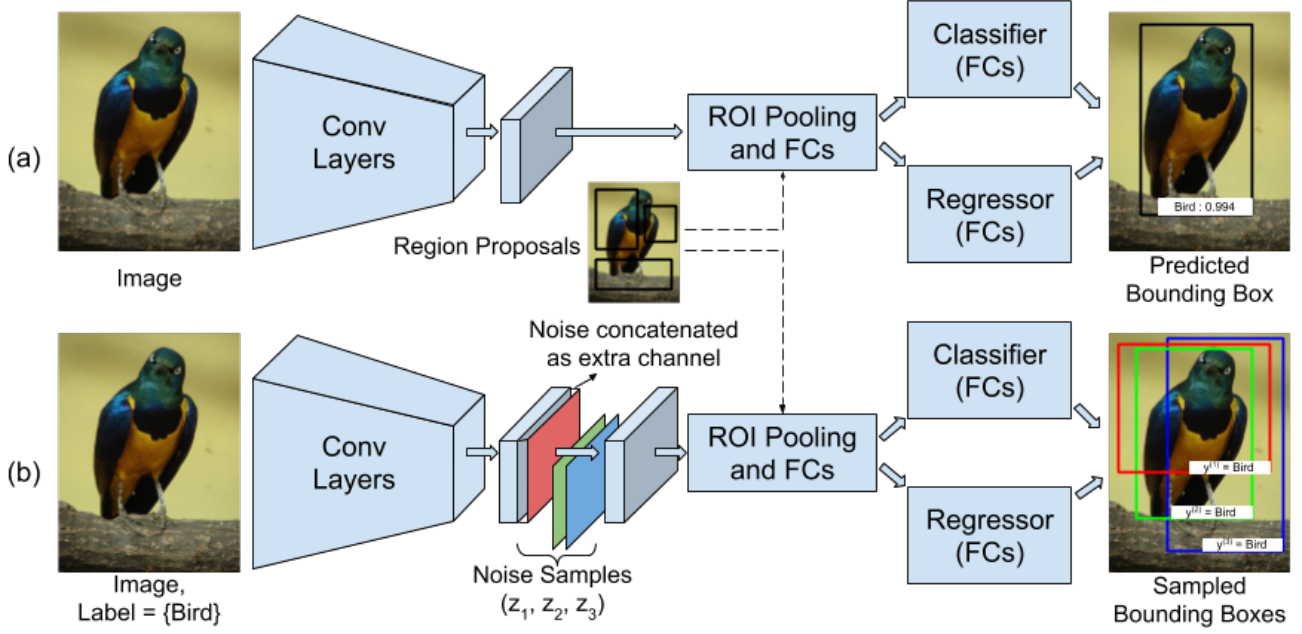 (a)
Image
Conv
Layers
Region Proposals
ROI Pooling
and FCs
Classifier
(FCs)
Regressor
(FCs)
Bird : 0.994
Predicted
Bounding Box
(b)
Image,
Label = {Bird}
Conv
Layers
Noise concatenated
as extra channel
Noise Samples
(z₁, z₂, z₃)
ROI Pooling
and FCs
Classifier
(FCs)
Regressor
(FCs)
y⁽¹⁾ = Bird
y⁽²⁾ = Bird
y⁽³⁾ = Bird
Sampled
Bounding Boxes